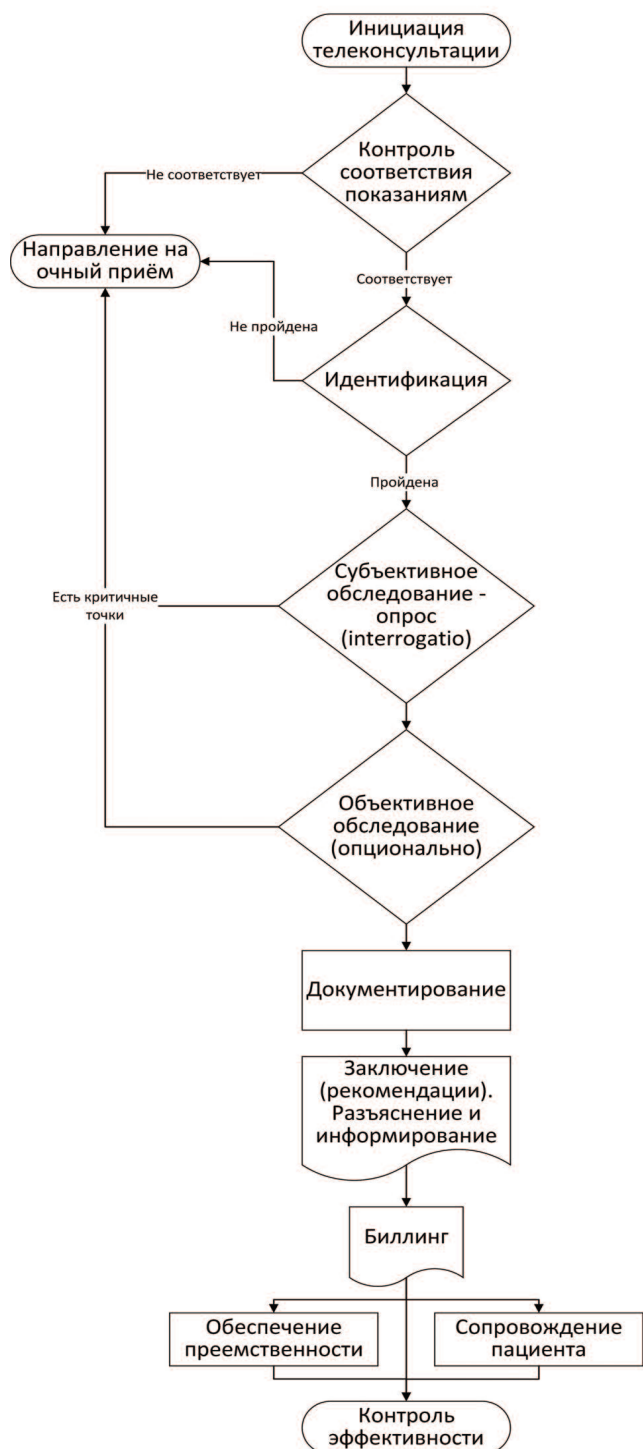 Инициация
телеконсультации
Контроль
соответствия
показаниям
Не соответствует
Направление на
очный приём
Соответствует
Не пройдена
Идентификация
Пройдена
Субъективное
обследование -
опрос
(interrogatio)
Есть критичные
точки
Объективное
обследование
(опционально)
Документирование
Заключение
(рекомендации).
Разъяснение и
информирование
Биллинг
Обеспечение
преемственности
Сопровождение
пациента
Контроль
эффективности